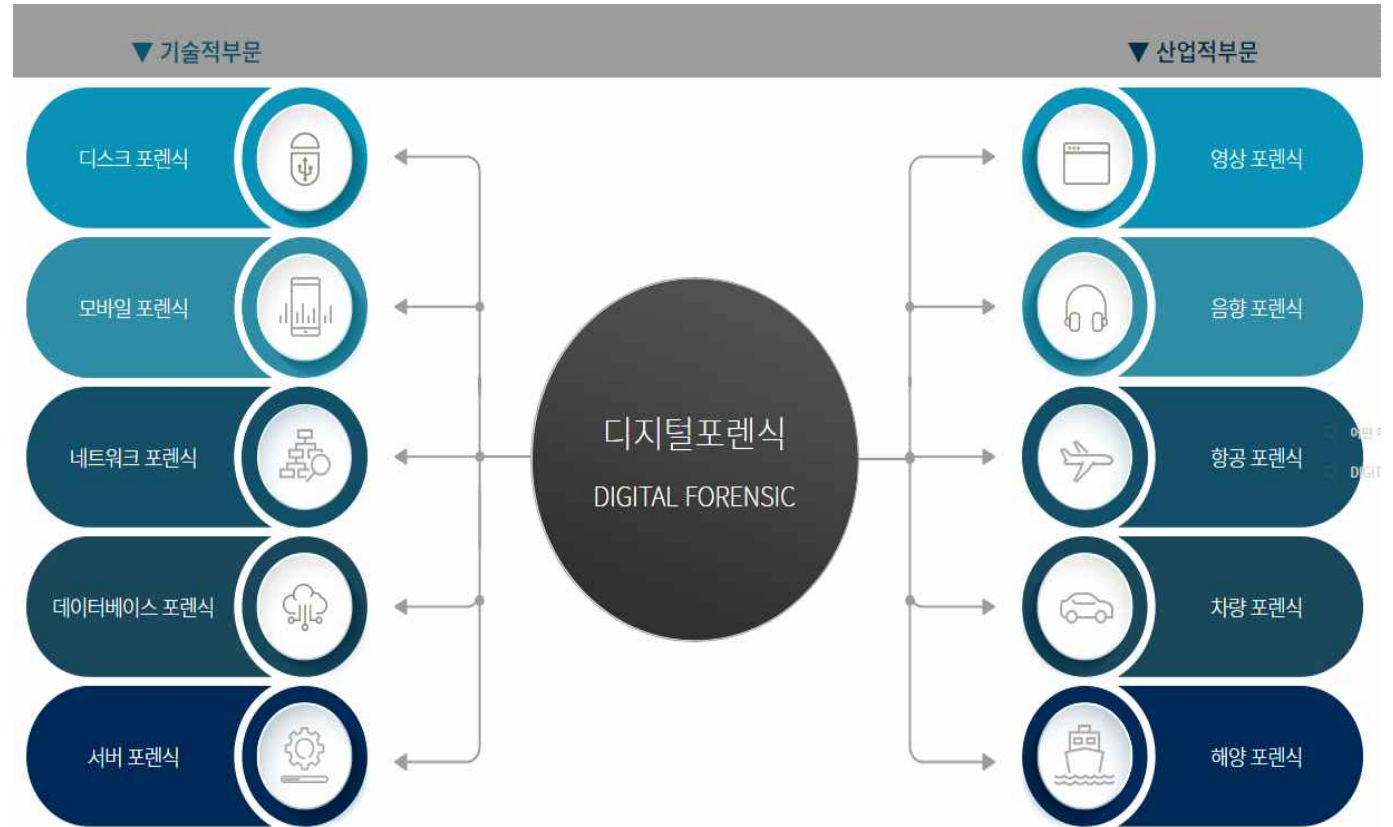 ▼ 기술적부문
▼ 산업적부문
디스크 포렌식
모바일 포렌식
네트워크 포렌식
데이터베이스 포렌식
서버 포렌식
디지털포렌식
DIGITAL FORENSIC
영상 포렌식
음향 포렌식
항공 포렌식
차량 포렌식
해양 포렌식
어떤
DIGIT